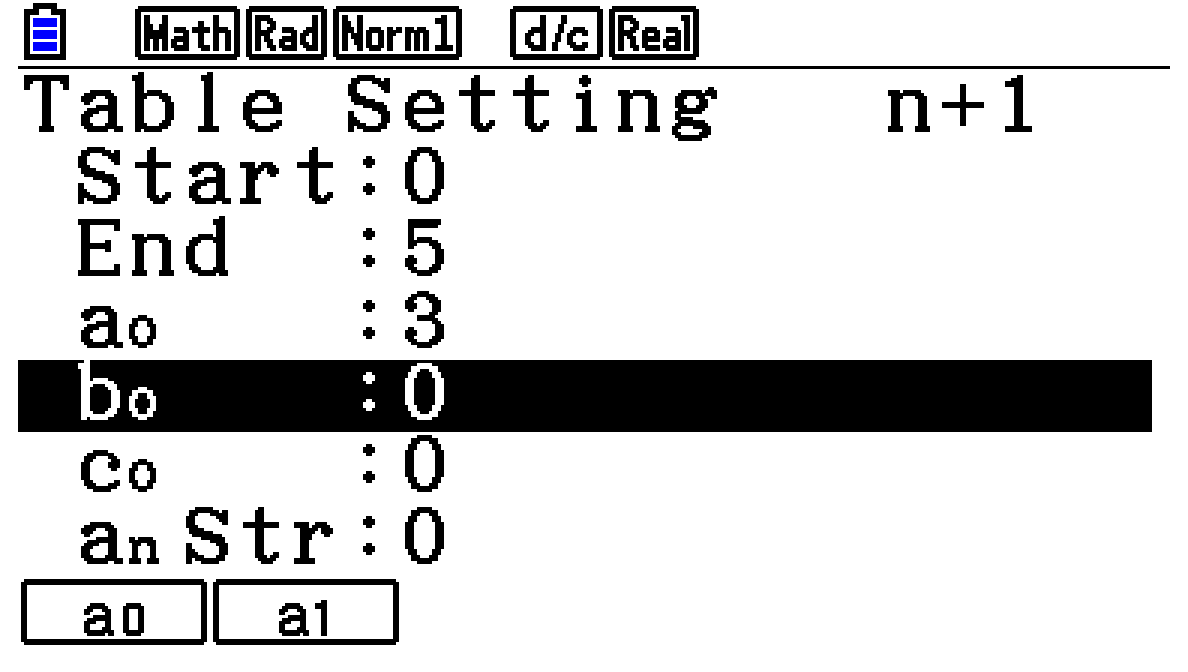 Math Rad Norm1 d/c Real
Table Setting n+1
Start:0
End :5
a₀ :3
b₀ :0
c₀ :0
aₙ Str:0
a₀ a₁